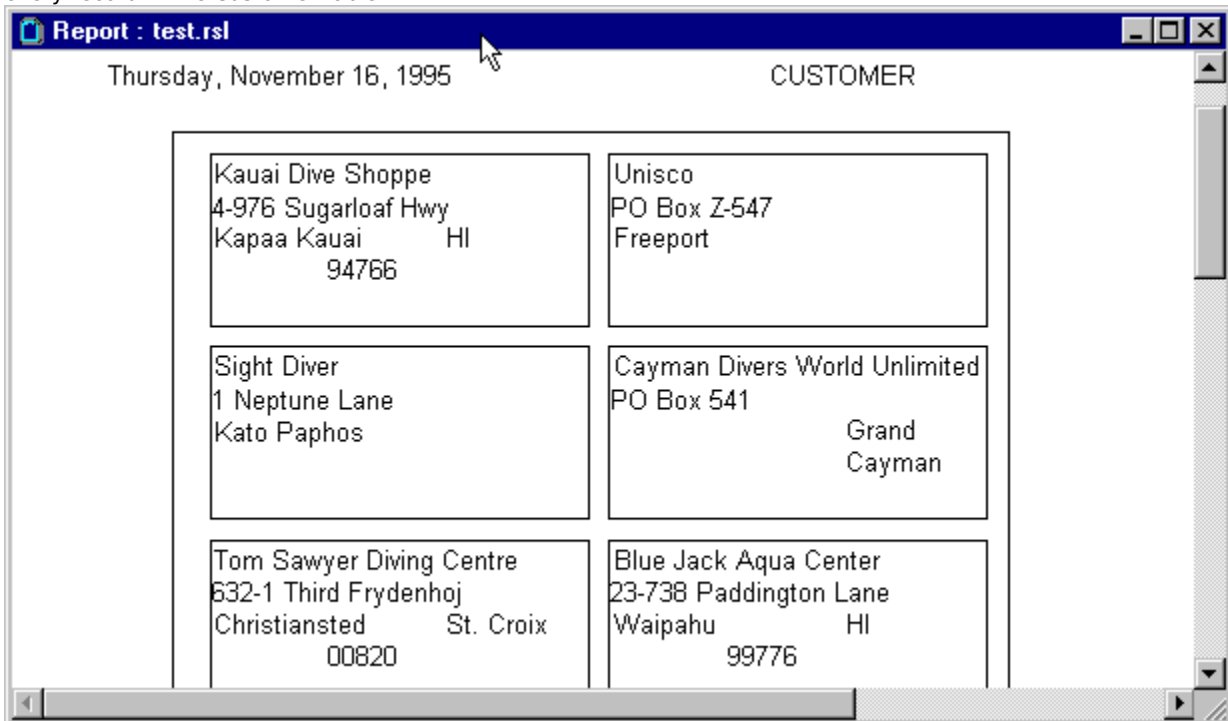 Report : test.rsl
Thursday, November 16, 1995 CUSTOMER
Kauai Dive Shoppe
4-976 Sugarloaf Hwy
Kapaa Kauai HI
94766
Unisco
PO Box Z-547
Freeport
Sight Diver
1 Neptune Lane
Kato Paphos
Cayman Divers World Unlimited
PO Box 541
Grand
Cayman
Tom Sawyer Diving Centre
632-1 Third Frydenhoj
Christiansted St. Croix
00820
Blue Jack Aqua Center
23-738 Paddington Lane
Waipahu HI
99776